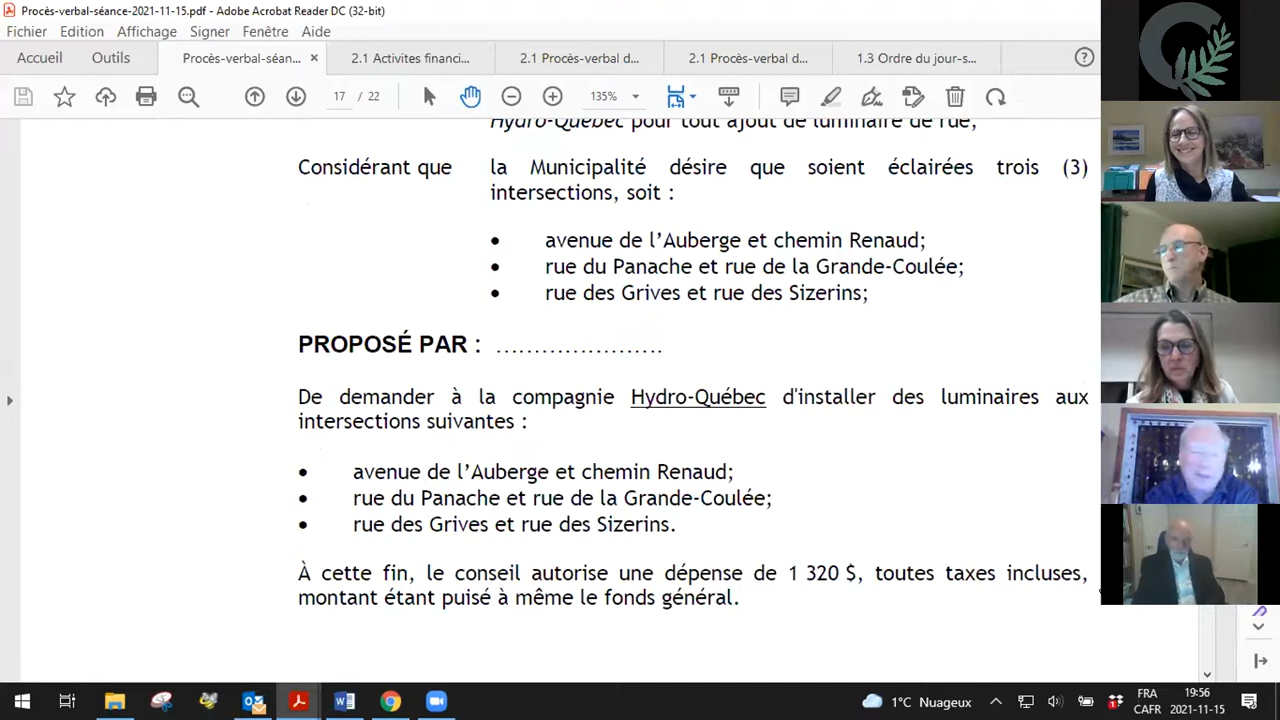 Procès-verbal-séance-2021-11-15.pdf - Adobe Acrobat Reader DC (32-bit)
Fichier Edition Affichage Signer Fenêtre Aide
Accueil Outils Procès-verbal-séan... × 2.1 Activites financi... 2.1 Procès-verbal d... 2.1 Procès-verbal d... 1.3 Ordre du jour-s...
17 / 22 135%
Hydro-Québec pour tout ajout de luminaire de rue;
Considérant que la Municipalité désire que soient éclairées trois (3)
intersections, soit :
• avenue de l’Auberge et chemin Renaud;
• rue du Panache et rue de la Grande-Coulée;
• rue des Grives et rue des Sizerins;
PROPOSÉ PAR : ......................
De demander à la compagnie Hydro-Québec d'installer des luminaires aux
intersections suivantes :
• avenue de l’Auberge et chemin Renaud;
• rue du Panache et rue de la Grande-Coulée;
• rue des Grives et rue des Sizerins.
À cette fin, le conseil autorise une dépense de 1 320 $, toutes taxes incluses,
montant étant puisé à même le fonds général.
1°C Nuageux FRA 19:56
CAFR 2021-11-15